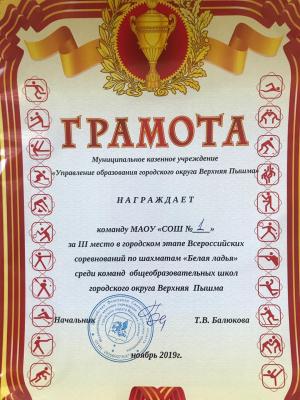 ГРАМОТА
Муниципальное казенное учреждение
«Управление образования городского округа Верхняя Пышма»
НАГРАЖДАЕТ
команду МАОУ «СОШ № 1 »
за III место в городском этапе Всероссийских
соревнований по шахматам «Белая ладья»
среди команд общеобразовательных школ
городского округа Верхняя Пышма
Начальник Т.В. Балюкова
ноябрь 2019г.